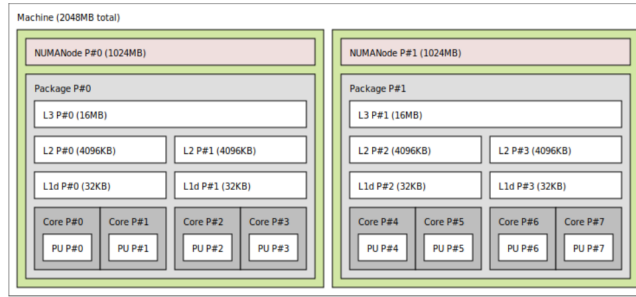 Machine (2048MB total)
NUMANode P#0 (1024MB)
Package P#0
L3 P#0 (16MB)
L2 P#0 (4096KB)
L2 P#1 (4096KB)
L1d P#0 (32KB)
L1d P#1 (32KB)
Core P#0
Core P#1
Core P#2
Core P#3
PU P#0
PU P#1
PU P#2
PU P#3
NUMANode P#1 (1024MB)
Package P#1
L3 P#1 (16MB)
L2 P#2 (4096KB)
L2 P#3 (4096KB)
L1d P#2 (32KB)
L1d P#3 (32KB)
Core P#4
Core P#5
Core P#6
Core P#7
PU P#4
PU P#5
PU P#6
PU P#7